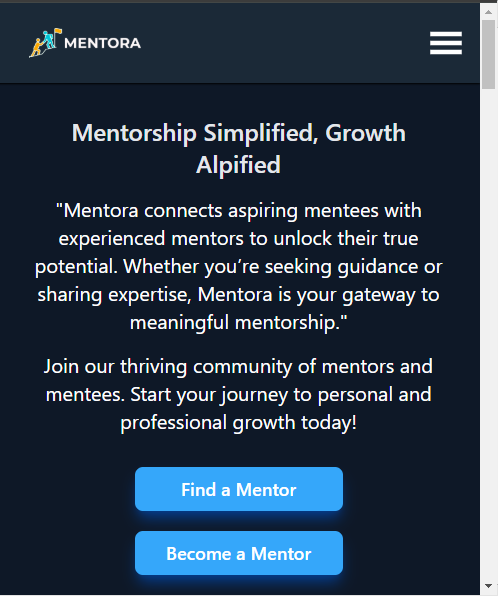 MENTORA
Mentorship Simplified, Growth
Alpified
"Mentora connects aspiring mentees with
experienced mentors to unlock their true
potential. Whether you’re seeking guidance or
sharing expertise, Mentora is your gateway to
meaningful mentorship."
Join our thriving community of mentors and
mentees. Start your journey to personal and
professional growth today!
Find a Mentor
Become a Mentor